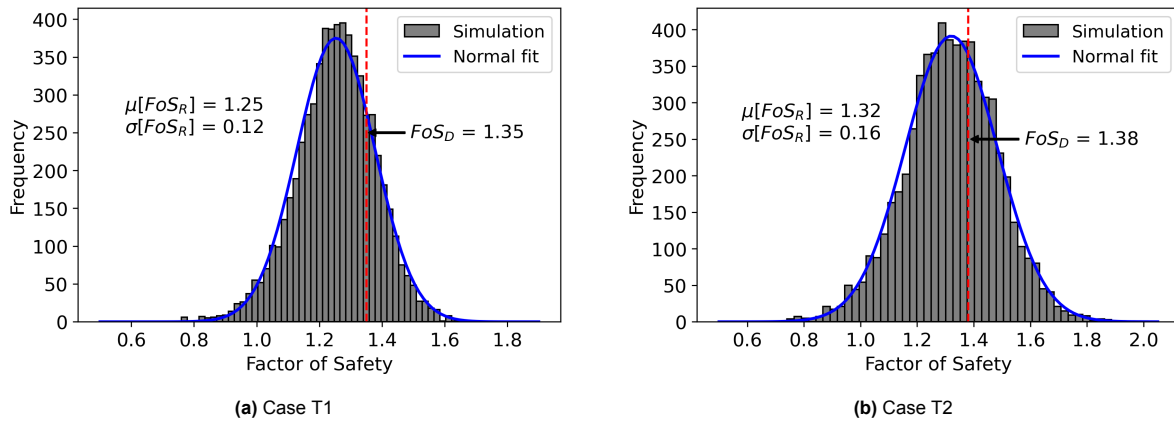 400
350
300
250
200
150
100
50
0
Frequency
μ[FoS_R] = 1.25
σ[FoS_R] = 0.12
Simulation
Normal fit
FoS_D = 1.35
0.6 0.8 1.0 1.2 1.4 1.6 1.8
Factor of Safety
(a) Case T1
400
350
300
250
200
150
100
50
0
Frequency
μ[FoS_R] = 1.32
σ[FoS_R] = 0.16
Simulation
Normal fit
FoS_D = 1.38
0.6 0.8 1.0 1.2 1.4 1.6 1.8 2.0
Factor of Safety
(b) Case T2